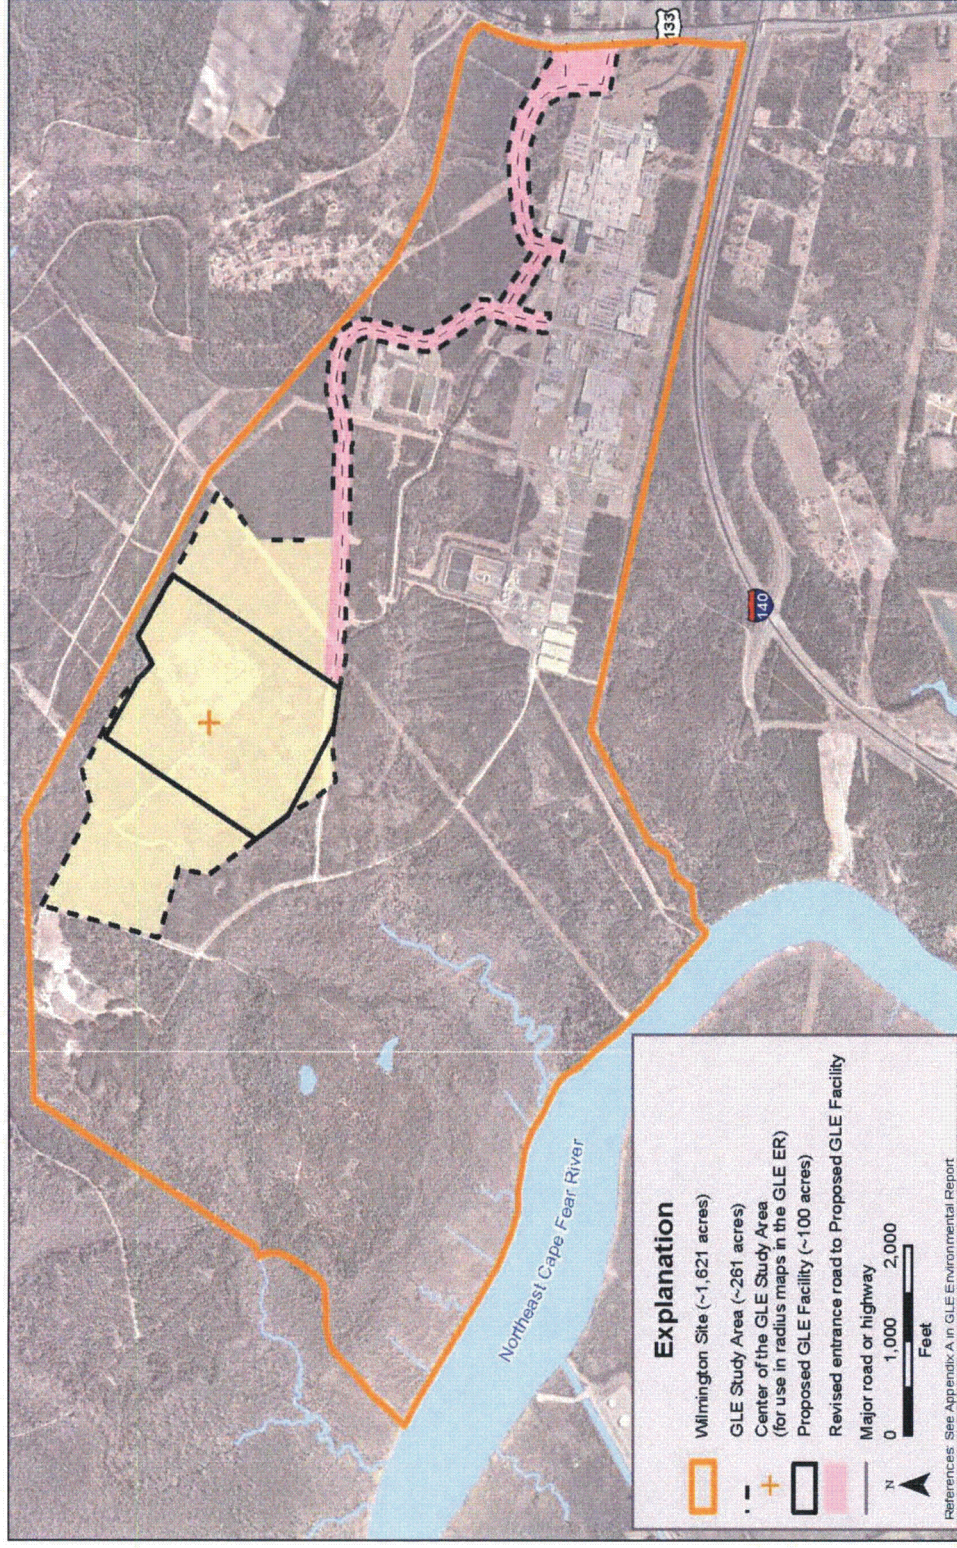 133
140
Northeast Cape Fear River
Explanation
Wilmington Site (~1,621 acres)
GLE Study Area (~261 acres)
Center of the GLE Study Area
(for use in radius maps in the GLE ER)
Proposed GLE Facility (~100 acres)
Revised entrance road to Proposed GLE Facility
Major road or highway
N
0 1,000 2,000
Feet
References: See Appendix A in GLE Environmental Report